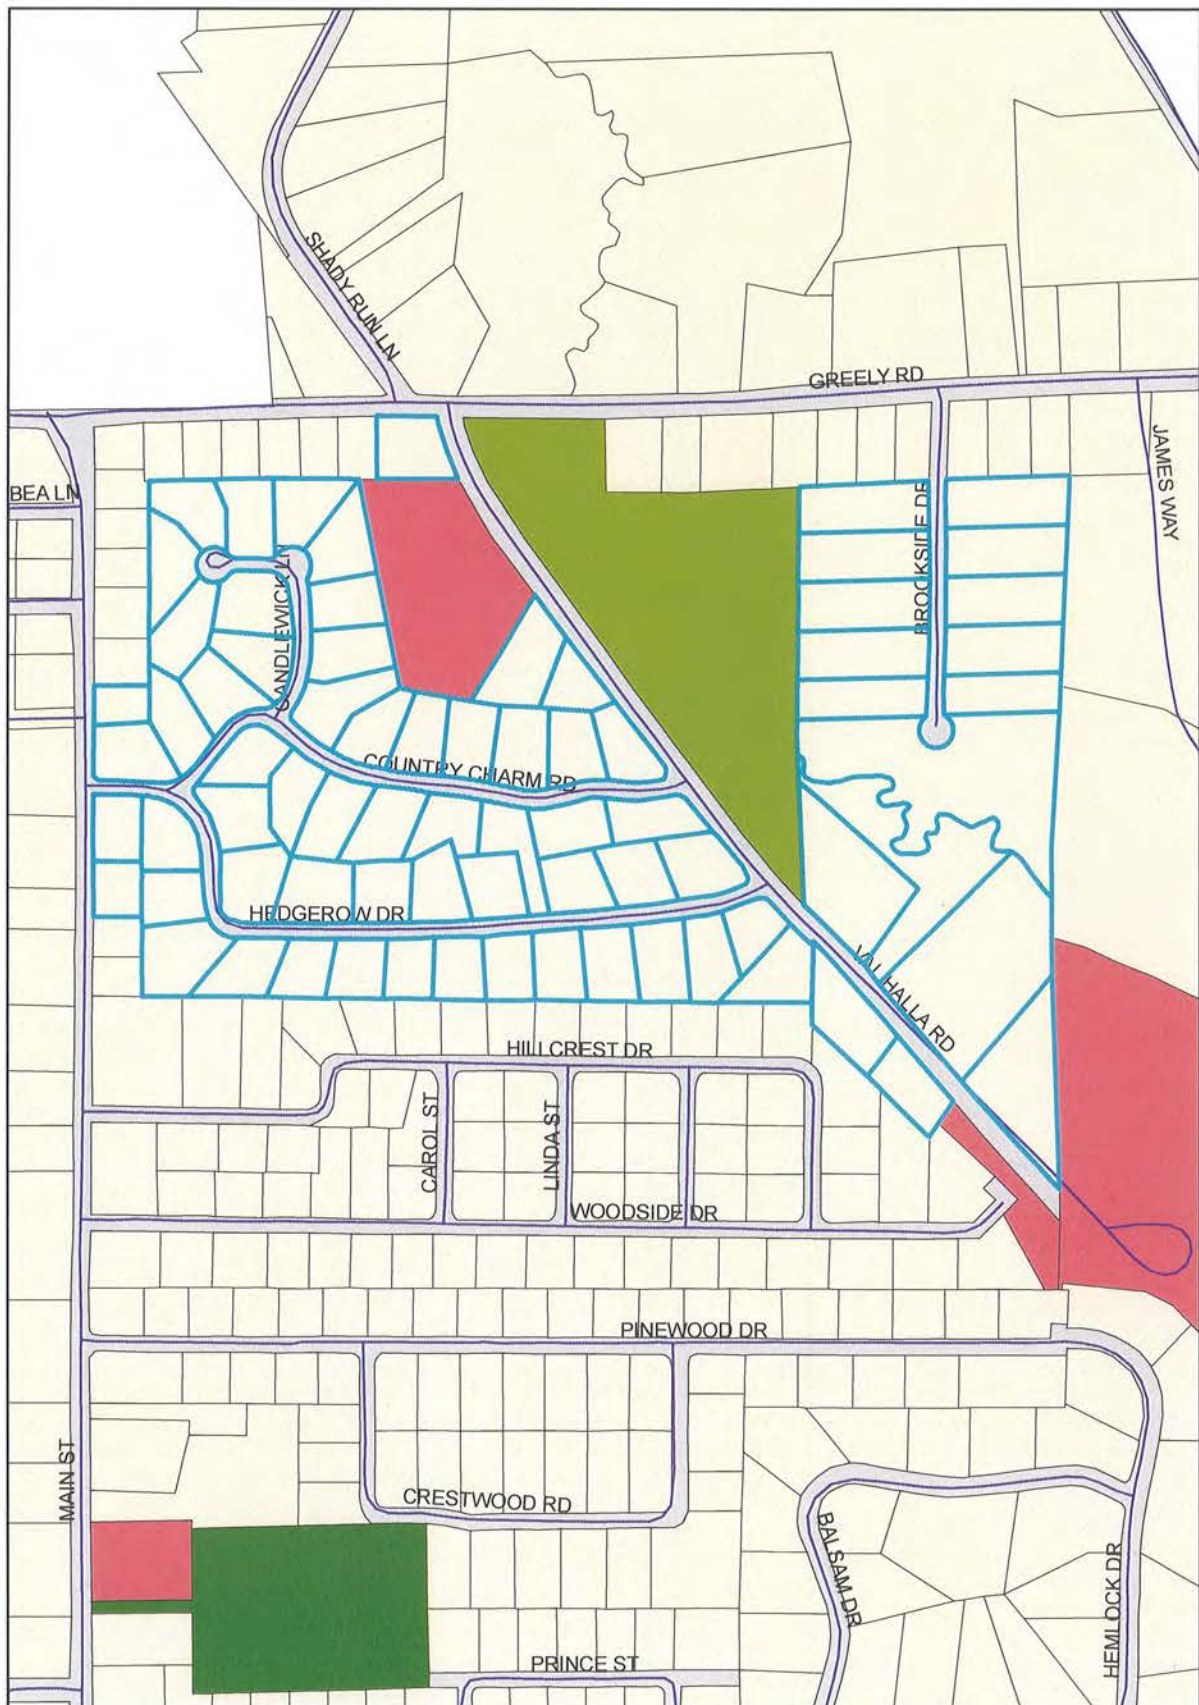 SHADY RUN LN
GREELY RD
JAMES WAY
BEA LN
BROOKSIDE DR
CANDLEWICK LN
COUNTRY CHARM RD
HEDGEROW DR
VALHALLA RD
HILLCREST DR
CAROL ST
LINDA ST
WOODSIDE DR
PINEWOOD DR
MAIN ST
CRESTWOOD RD
BALSAM DR
HEMLOCK DR
PRINCE ST